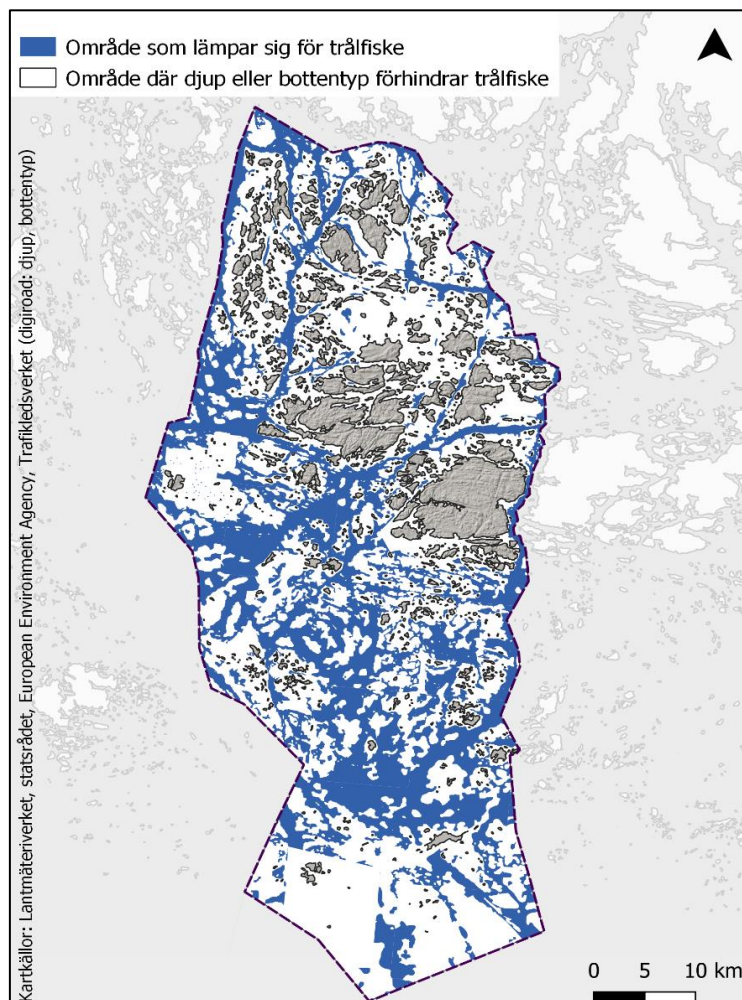 Område som lämpar sig för trålfiske
Område där djup eller bottentyp förhindrar trålfiske
Kartkällor: Lantmäteriverket, statsrådet, European Environment Agency, Trafikledsverket (digiroad: djup, bottentyp)
0 5 10 km